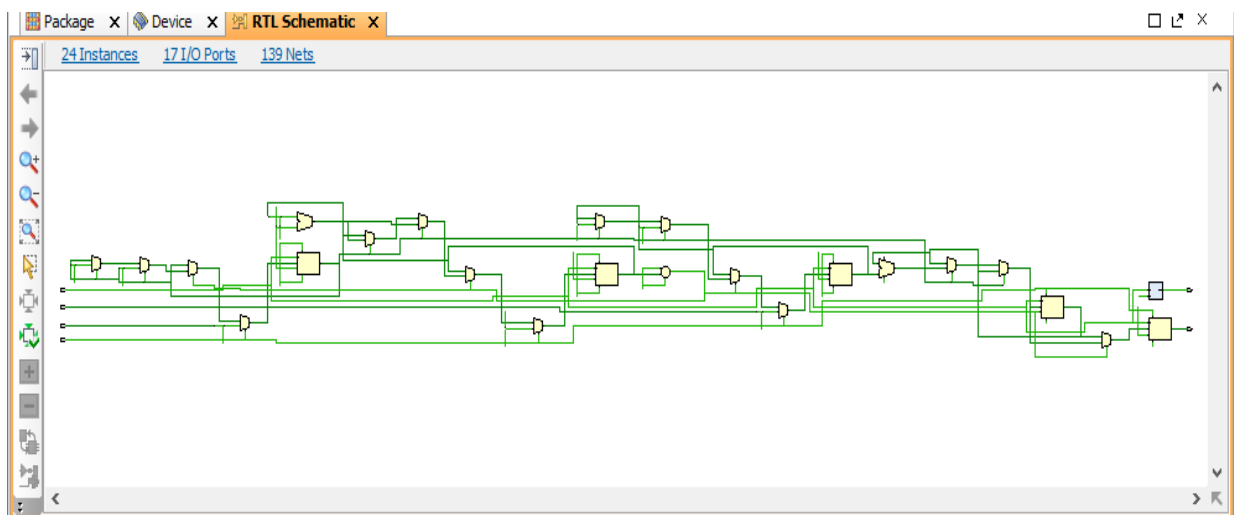 Package X Device X RTL Schematic X
24 Instances 17 I/O Ports 139 Nets